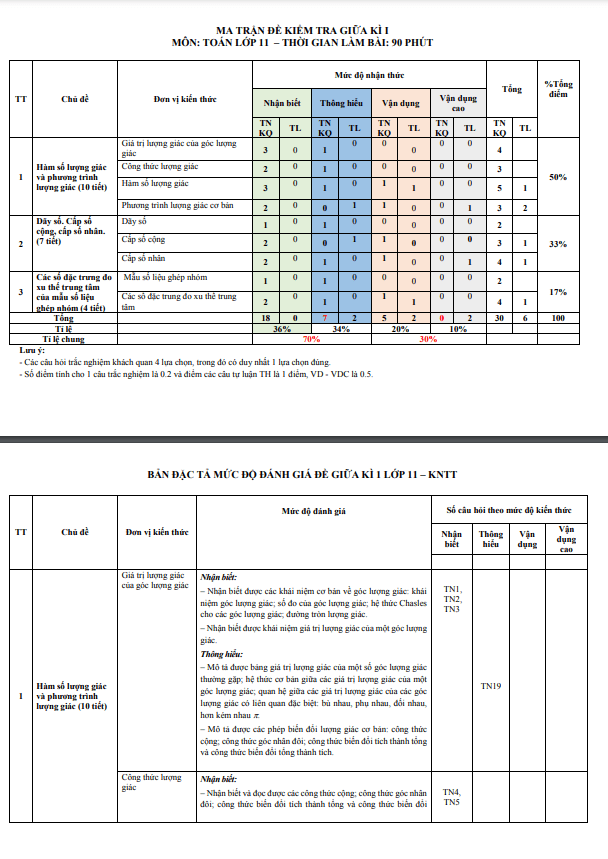 MA TRẬN ĐỀ KIỂM TRA GIỮA KÌ I
MÔN: TOÁN LỚP 11 – THỜI GIAN LÀM BÀI: 90 PHÚT
TT Chủ đề Đơn vị kiến thức Mức độ nhận thức Tổng %Tổng điểm
Nhận biết Thông hiểu Vận dụng Vận dụng cao
TN KQ TL TN KQ TL TN KQ TL TN KQ TL TN KQ TL
1 Hàm số lượng giác và phương trình lượng giác (10 tiết) 50%
Giá trị lượng giác của góc lượng giác 3 0 1 0 0 0 0 0 4
Công thức lượng giác 2 0 1 0 0 0 0 0 3
Hàm số lượng giác 3 0 1 0 1 1 0 0 5 1
Phương trình lượng giác cơ bản 2 0 0 1 1 0 0 1 3 2
2 Dãy số. Cấp số cộng, cấp số nhân. (7 tiết) 33%
Dãy số 1 0 1 0 0 0 0 0 2
Cấp số cộng 2 0 0 1 1 0 0 0 3 1
Cấp số nhân 2 0 1 0 1 0 0 1 4 1
3 Các số đặc trưng đo xu thế trung tâm của mẫu số liệu ghép nhóm (4 tiết) 17%
Mẫu số liệu ghép nhóm 1 0 1 0 0 0 0 0 2
Các số đặc trưng đo xu thế trung tâm 2 0 1 0 1 1 0 0 4 1
Tổng 18 0 7 2 5 2 0 2 30 6 100
Tỉ lệ 36% 34% 20% 10%
Tỉ lệ chung 70% 30%
Lưu ý:
- Các câu hỏi trắc nghiệm khách quan 4 lựa chọn, trong đó có duy nhất 1 lựa chọn đúng.
- Số điểm tính cho 1 câu trắc nghiệm là 0.2 và điểm các câu tự luận TH là 1 điểm, VD - VDC là 0.5.
BẢN ĐẶC TẢ MỨC ĐỘ ĐÁNH GIÁ ĐỀ GIỮA KÌ 1 LỚP 11 – KNTT
TT Chủ đề Đơn vị kiến thức Mức độ đánh giá Số câu hỏi theo mức độ kiến thức
Nhận biết Thông hiểu Vận dụng Vận dụng cao
1 Hàm số lượng giác và phương trình lượng giác (10 tiết)
Giá trị lượng giác của góc lượng giác
Nhận biết:
– Nhận biết được các khái niệm cơ bản về góc lượng giác: khái
niệm góc lượng giác; số đo của góc lượng giác; hệ thức Chasles
cho các góc lượng giác; đường tròn lượng giác.
– Nhận biết được khái niệm giá trị lượng giác của một góc lượng
giác.
TN1,
TN2,
TN3
Thông hiểu:
– Mô tả được bảng giá trị lượng giác của một số góc lượng giác
thường gặp; hệ thức cơ bản giữa các giá trị lượng giác của một
góc lượng giác; quan hệ giữa các giá trị lượng giác của các góc
lượng giác có liên quan đặc biệt: bù nhau, phụ nhau, đối nhau,
hơn kém nhau π.
– Mô tả được các phép biến đổi lượng giác cơ bản: công thức
cộng; công thức góc nhân đôi; công thức biến đổi tích thành tổng
và công thức biến đổi tổng thành tích.
TN19
Công thức lượng giác
Nhận biết:
– Nhận biết và đọc được các công thức cộng; công thức góc nhân
đôi; công thức biến đổi tích thành tổng và công thức biến đổi
TN4,
TN5